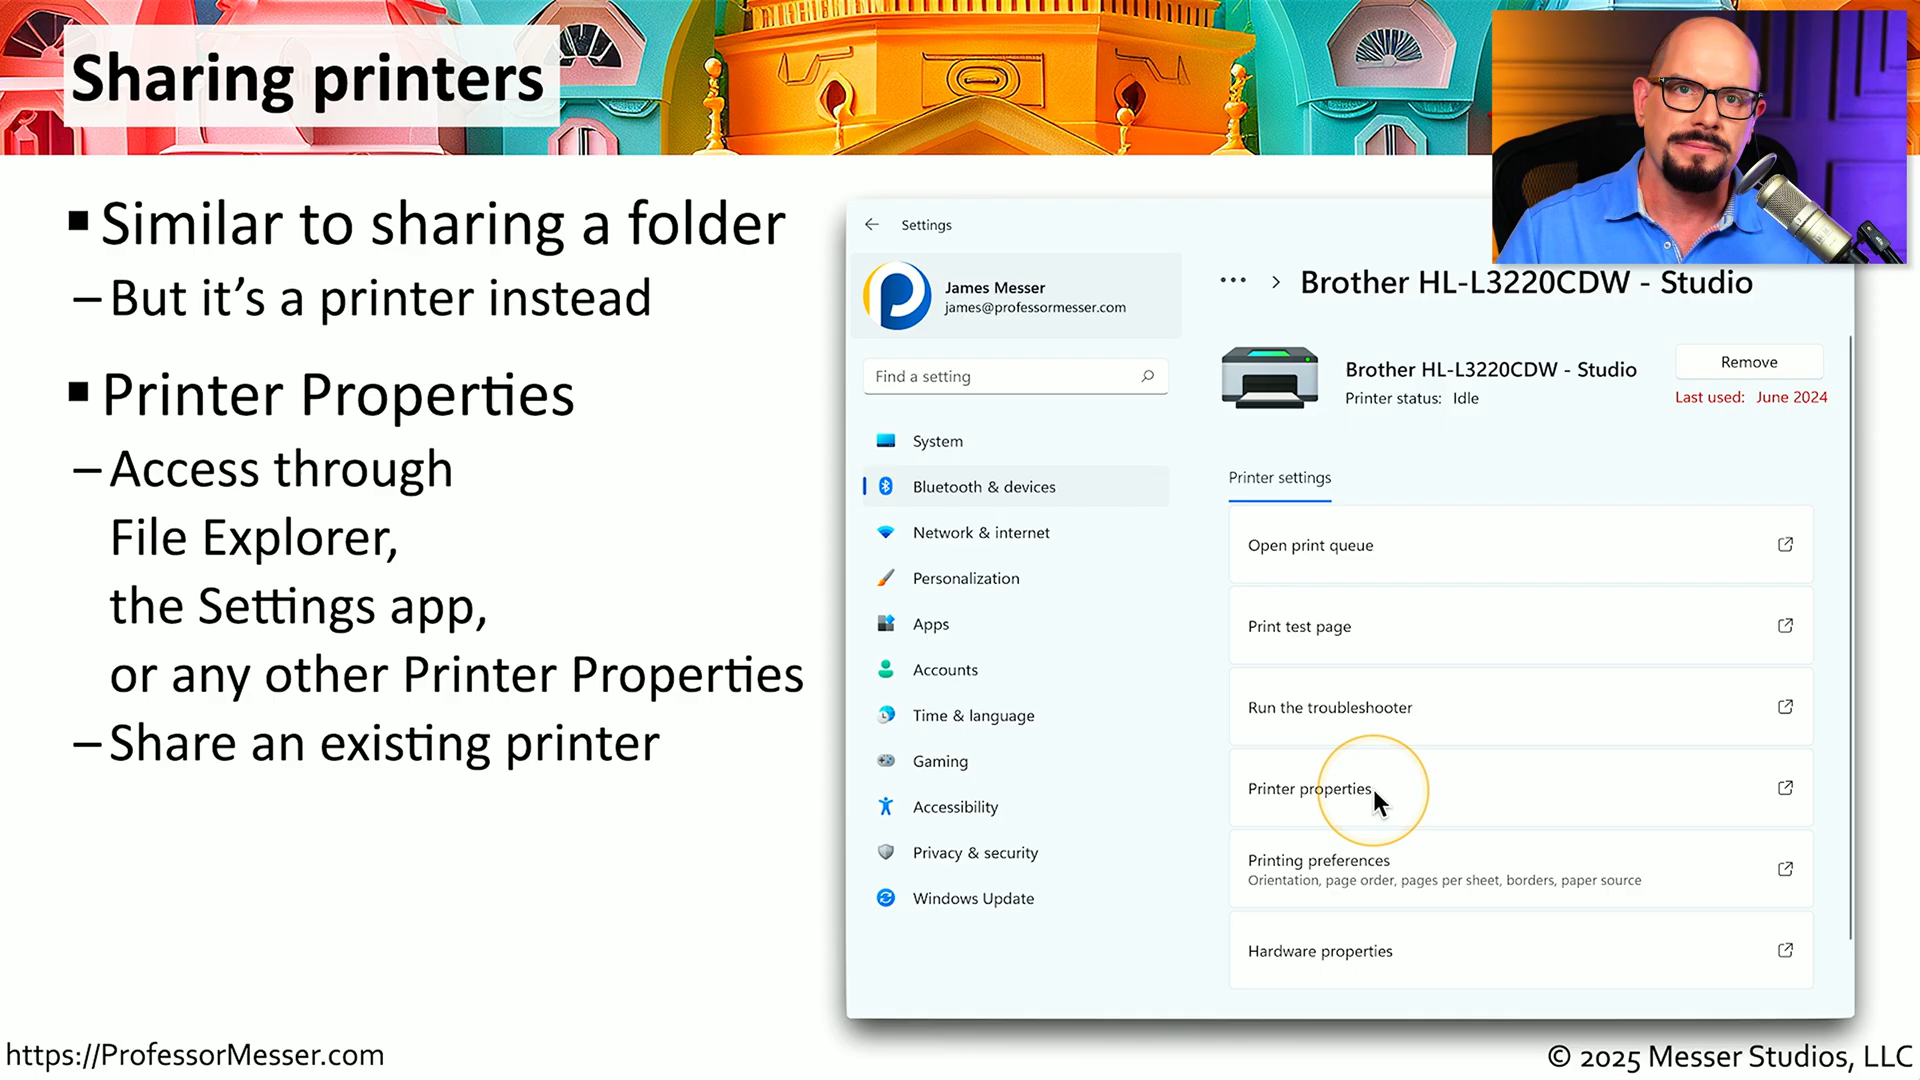 Sharing printers
▪ Similar to sharing a folder
– But it's a printer instead
▪ Printer Properties
– Access through
File Explorer,
the Settings app,
or any other Printer Properties
– Share an existing printer
← Settings
James Messer
james@professormesser.com
Find a setting
System
Bluetooth & devices
Network & internet
Personalization
Apps
Accounts
Time & language
Gaming
Accessibility
Privacy & security
Windows Update
··· > Brother HL-L3220CDW - Studio
Brother HL-L3220CDW - Studio
Printer status: Idle
Remove
Last used: June 2024
Printer settings
Open print queue
Print test page
Run the troubleshooter
Printer properties
Printing preferences
Orientation, page order, pages per sheet, borders, paper source
Hardware properties
https://ProfessorMesser.com
© 2025 Messer Studios, LLC